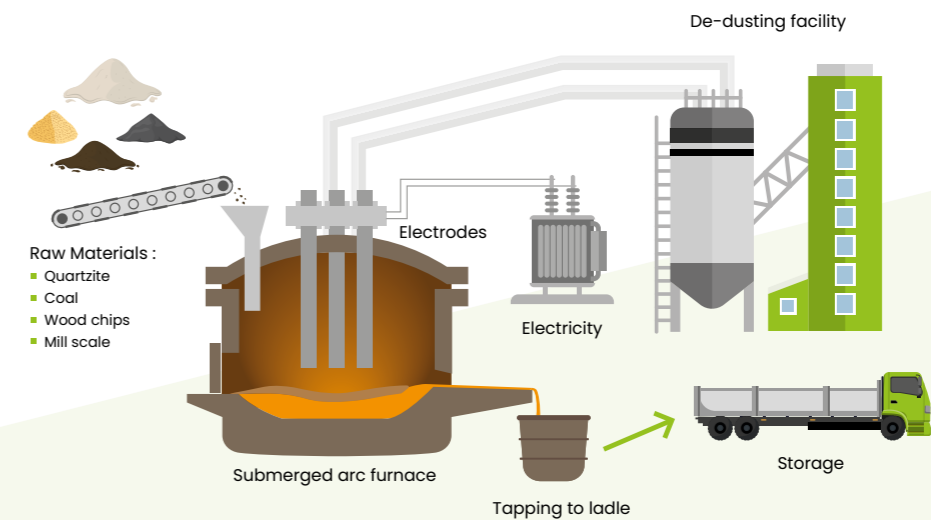 De-dusting facility
Electrodes
Raw Materials :
Quartzite
Coal
Wood chips
Mill scale
Electricity
Submerged arc furnace
Storage
Tapping to ladle